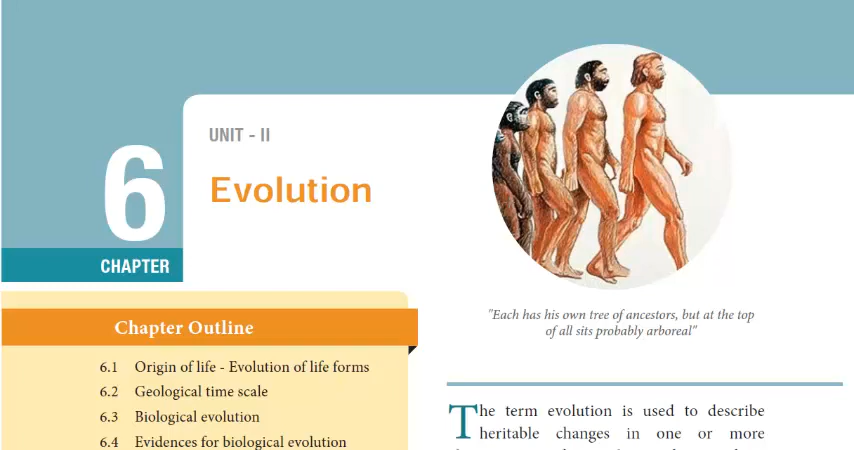 UNIT - II
6
Evolution
CHAPTER
Chapter Outline
6.1 Origin of life - Evolution of life forms
6.2 Geological time scale
6.3 Biological evolution
6.4 Evidences for biological evolution
"Each has his own tree of ancestors, but at the top
of all sits probably arboreal"
The term evolution is used to describe
heritable changes in one or more